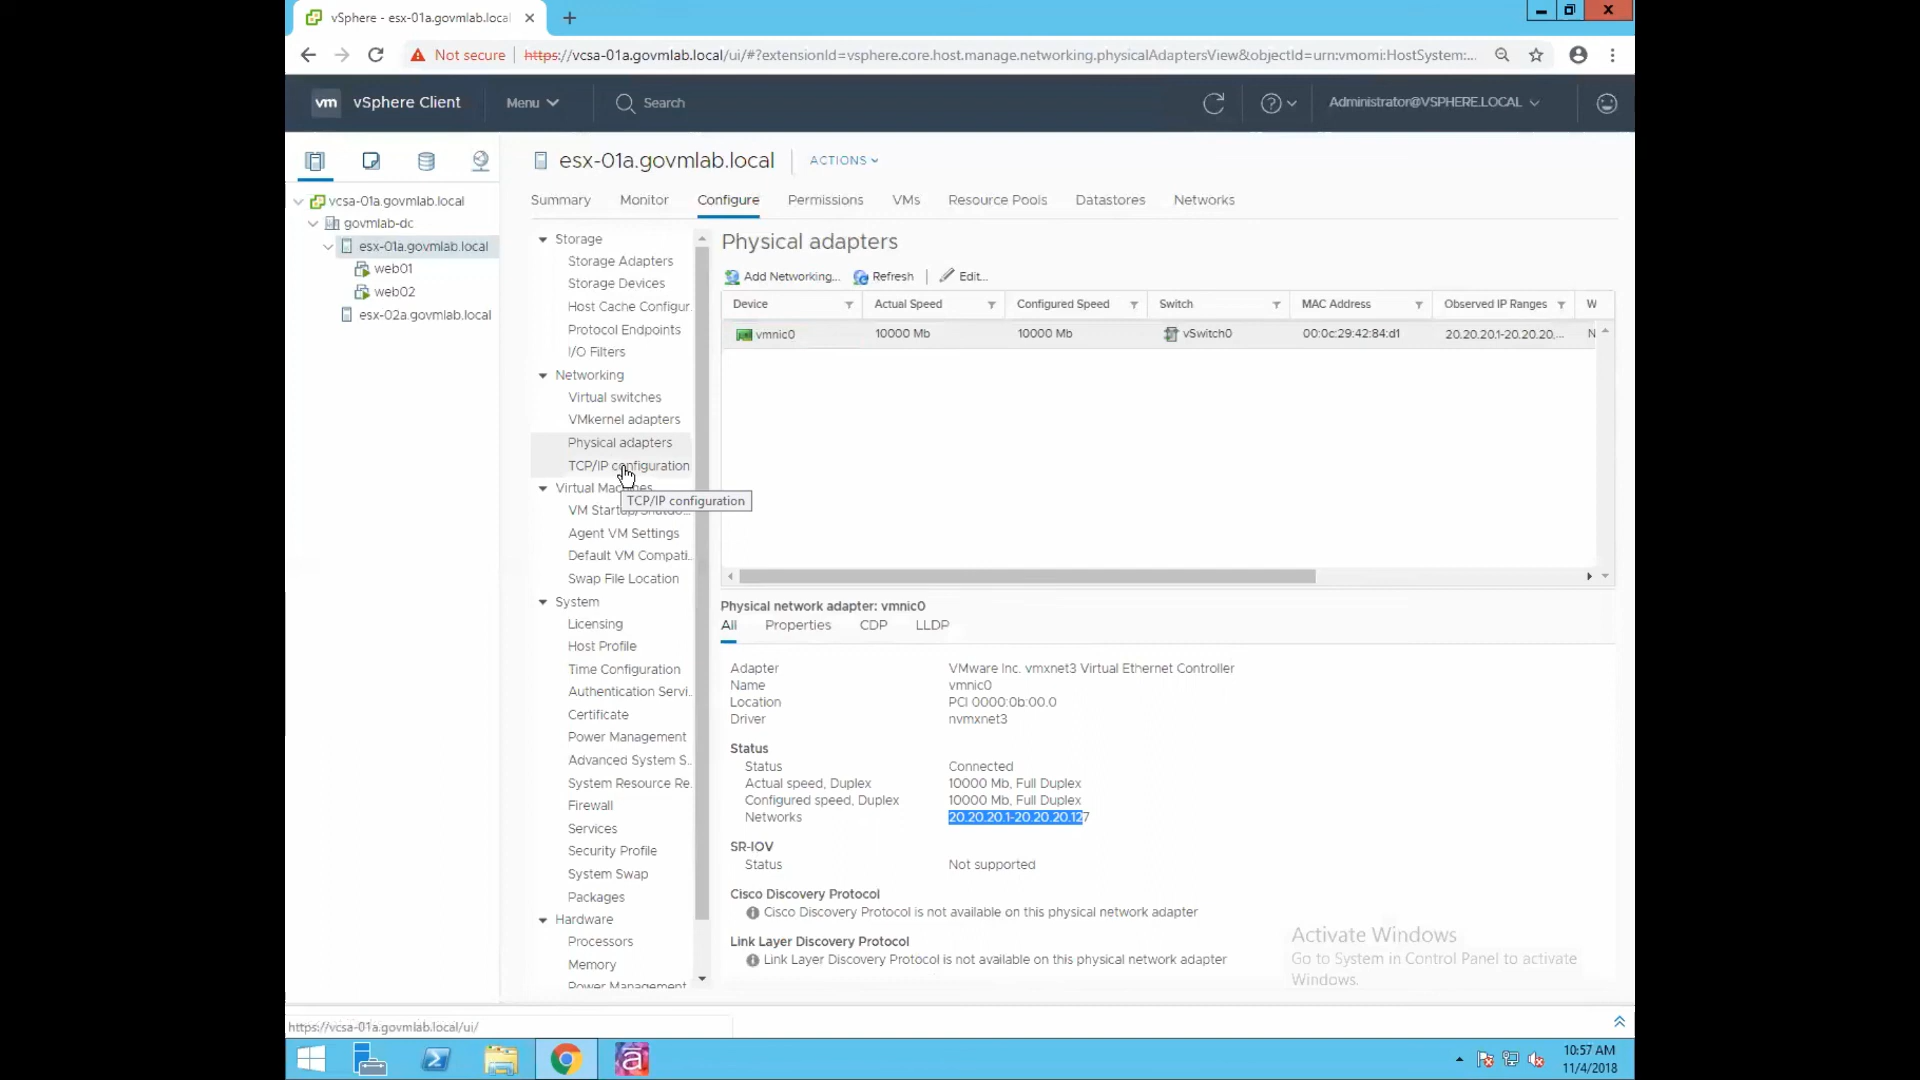 vSphere - esx-01a.govmlab.local
Not secure
https://vcsa-01a.govmlab.local/ui/#?extensionId=vsphere.core.host.manage.networking.physicalAdaptersView&objectId=urn:vmomi:HostSystem:...
vm vSphere Client Menu Search Administrator@VSPHERE.LOCAL
esx-01a.govmlab.local ACTIONS
Summary Monitor Configure Permissions VMs Resource Pools Datastores Networks
vcsa-01a.govmlab.local
govmlab-dc
esx-01a.govmlab.local
web01
web02
esx-02a.govmlab.local
Storage
Storage Adapters
Storage Devices
Host Cache Configur..
Protocol Endpoints
I/O Filters
Networking
Virtual switches
VMkernel adapters
Physical adapters
TCP/IP configuration
TCP/IP configuration
Virtual Machines
VM Startup/Shutdo...
Agent VM Settings
Default VM Compati..
Swap File Location
System
Licensing
Host Profile
Time Configuration
Authentication Servi..
Certificate
Power Management
Advanced System S..
System Resource Re..
Firewall
Services
Security Profile
System Swap
Packages
Hardware
Processors
Memory
Power Management
Physical adapters
Add Networking... Refresh Edit...
Device Actual Speed Configured Speed Switch MAC Address Observed IP Ranges W
vmnic0 10000 Mb 10000 Mb vSwitch0 00:0c:29:42:84:d1 20.20.20.1-20.20.20.... N
Physical network adapter: vmnic0
All Properties CDP LLDP
Adapter VMware Inc. vmxnet3 Virtual Ethernet Controller
Name vmnic0
Location PCI 0000:0b:00.0
Driver nvmxnet3
Status
Status Connected
Actual speed, Duplex 10000 Mb, Full Duplex
Configured speed, Duplex 10000 Mb, Full Duplex
Networks 20.20.20.1-20.20.20.127
SR-IOV
Status Not supported
Cisco Discovery Protocol
Cisco Discovery Protocol is not available on this physical network adapter
Link Layer Discovery Protocol
Link Layer Discovery Protocol is not available on this physical network adapter
Activate Windows
Go to System in Control Panel to activate
Windows.
https://vcsa-01a.govmlab.local/ui/
10:57 AM
11/4/2018